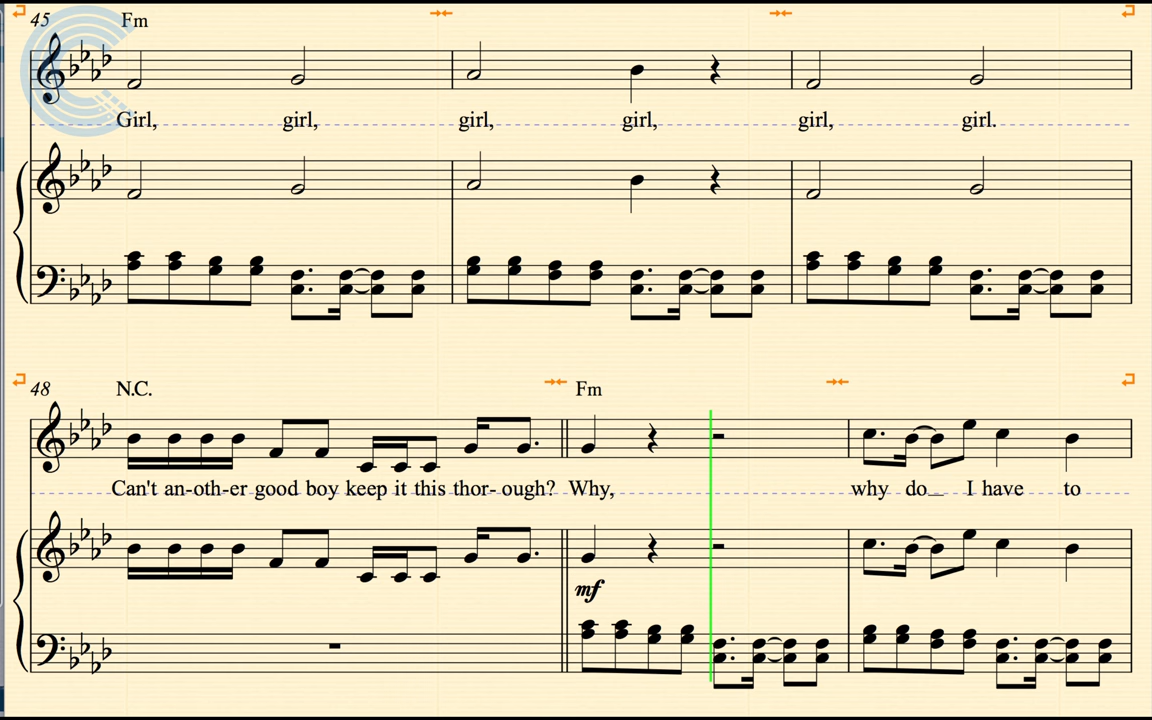 45 Fm
Girl, girl, girl, girl, girl, girl.
48 N.C. Fm
Can't an-oth-er good boy keep it this thor- ough? Why, why do_ I have to
mf